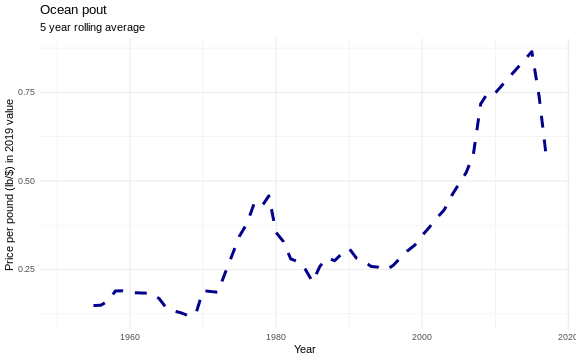 Ocean pout
5 year rolling average
Price per pound (lb/$) in 2019 value
0.75
0.50
0.25
1960
1980
2000
2020
Year